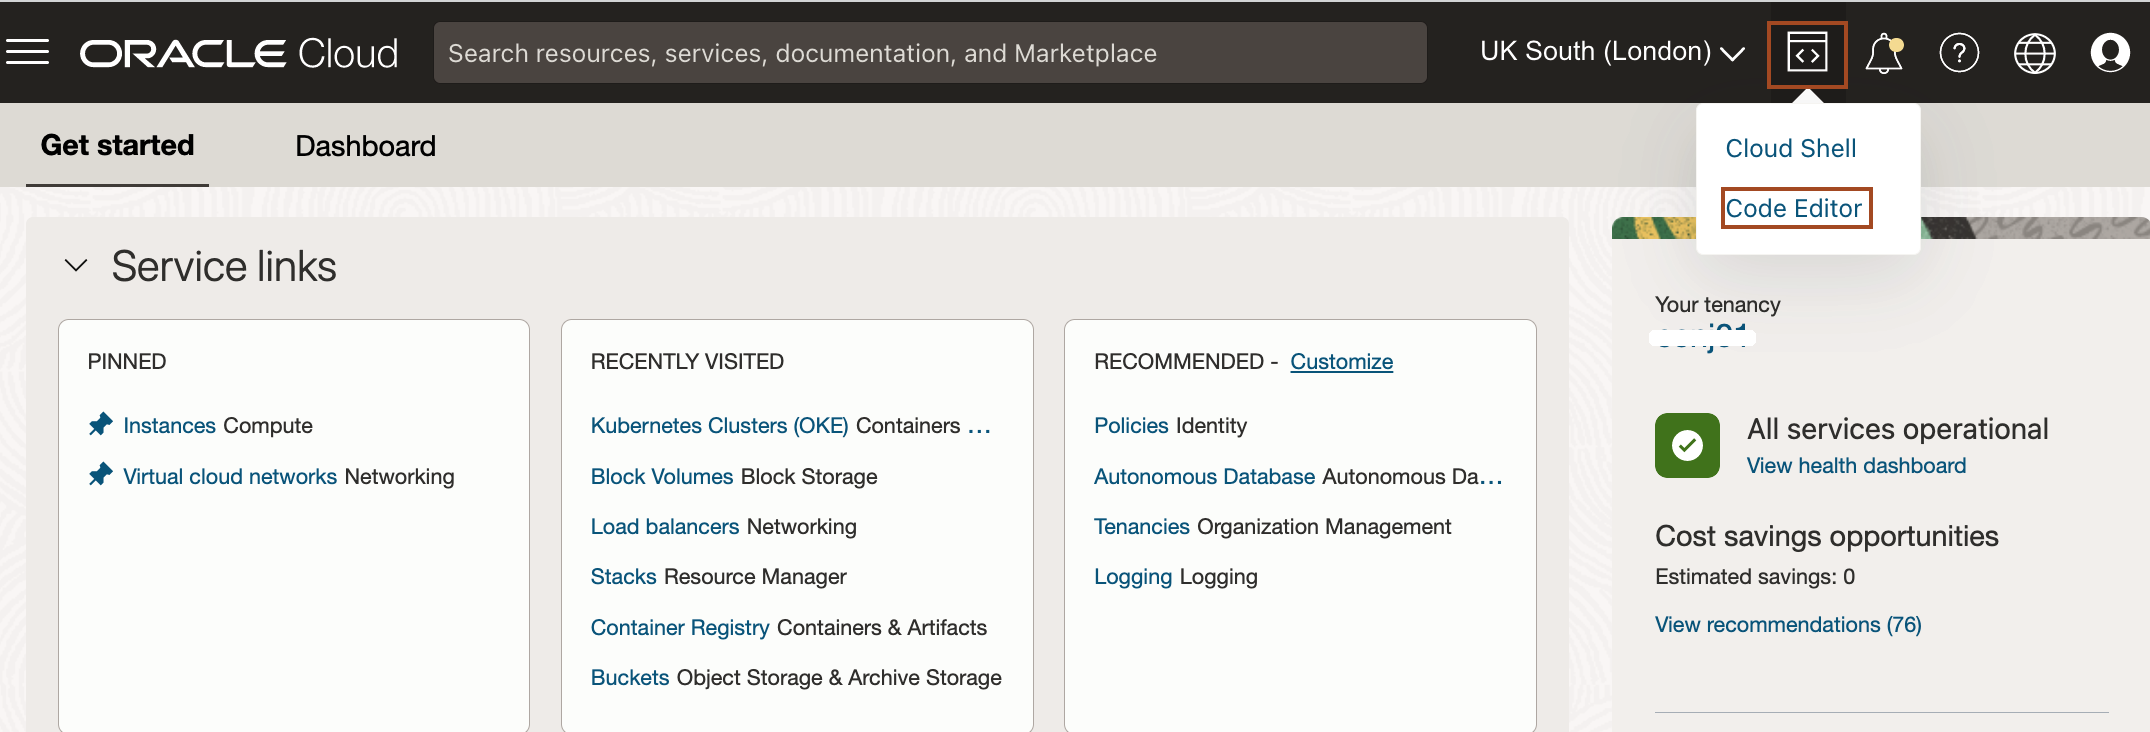 ORACLE Cloud
Search resources, services, documentation, and Marketplace
UK South (London)
Cloud Shell
Code Editor
Get started
Dashboard
Service links
PINNED
Instances Compute
Virtual cloud networks Networking
RECENTLY VISITED
Kubernetes Clusters (OKE) Containers ...
Block Volumes Block Storage
Load balancers Networking
Stacks Resource Manager
Container Registry Containers & Artifacts
Buckets Object Storage & Archive Storage
RECOMMENDED - Customize
Policies Identity
Autonomous Database Autonomous Da...
Tenancies Organization Management
Logging Logging
Your tenancy
All services operational
View health dashboard
Cost savings opportunities
Estimated savings: 0
View recommendations (76)